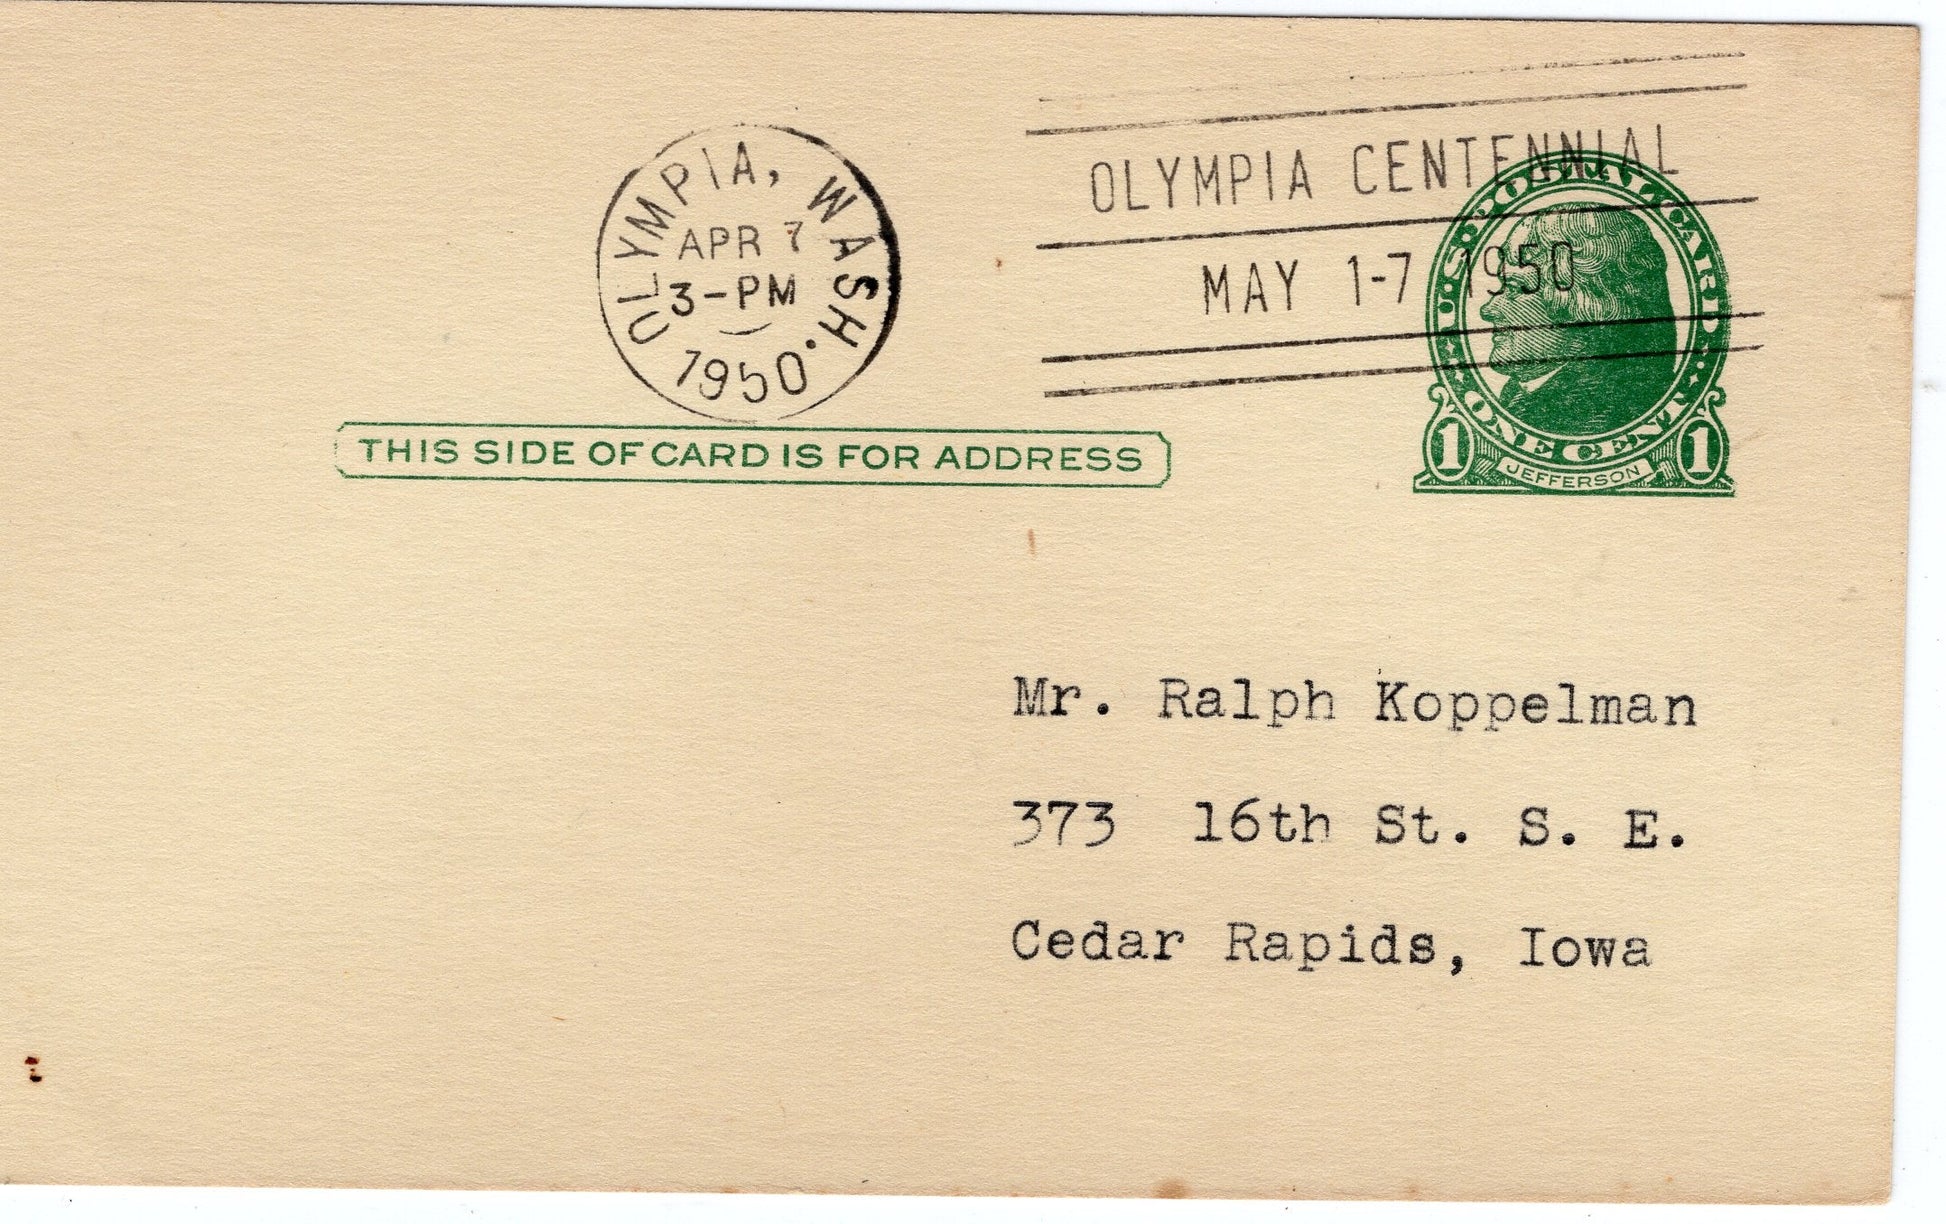 OLYMPIA, WASH.
APR 7
3-PM
1950
OLYMPIA CENTENNIAL
MAY 1-7 1950
U.S. POSTAL CARD
ONE CENT
1 1
JEFFERSON
THIS SIDE OF CARD IS FOR ADDRESS
Mr. Ralph Koppelman
373 16th St. S. E.
Cedar Rapids, Iowa